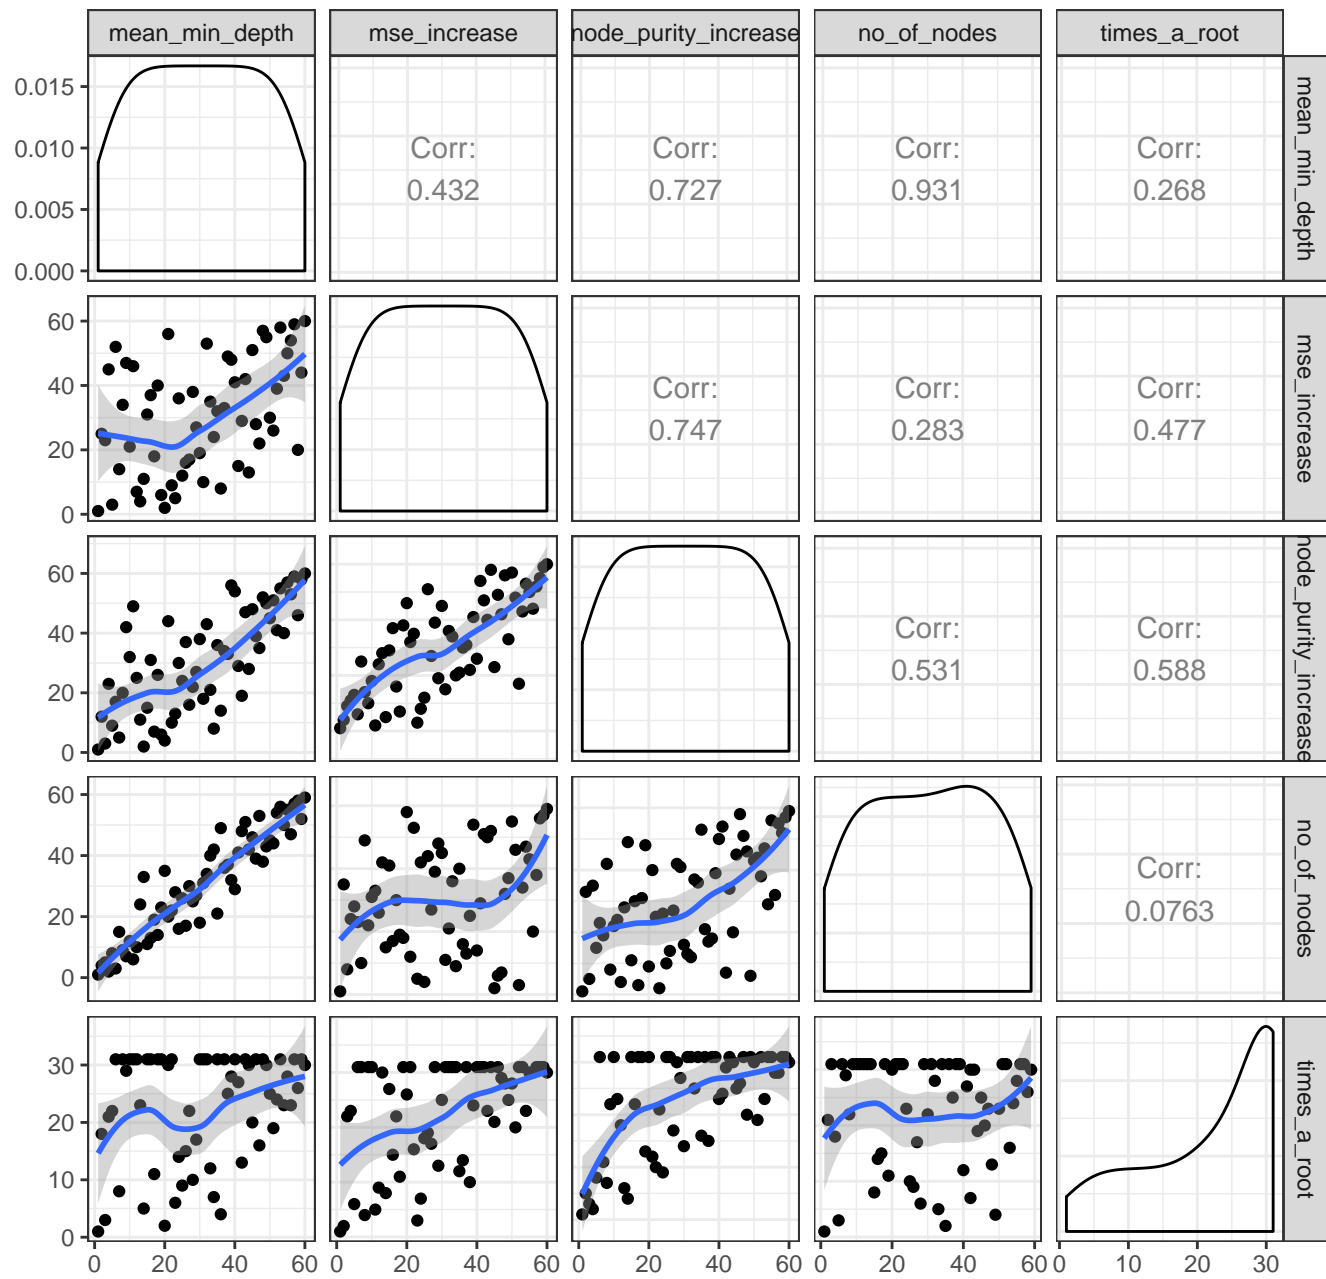 mean_min_depth
mse_increase
node_purity_increase
no_of_nodes
times_a_root
0.015
0.010
0.005
0.000
Corr:
0.432
Corr:
0.727
Corr:
0.931
Corr:
0.268
mean_min_depth
60
40
20
0
Corr:
0.747
Corr:
0.283
Corr:
0.477
mse_increase
60
40
20
0
Corr:
0.531
Corr:
0.588
node_purity_increase
60
40
20
0
Corr:
0.0763
no_of_nodes
30
20
10
0
times_a_root
0 20 40 60
0 20 40 60
0 20 40 60
0 20 40 60
0 10 20 30